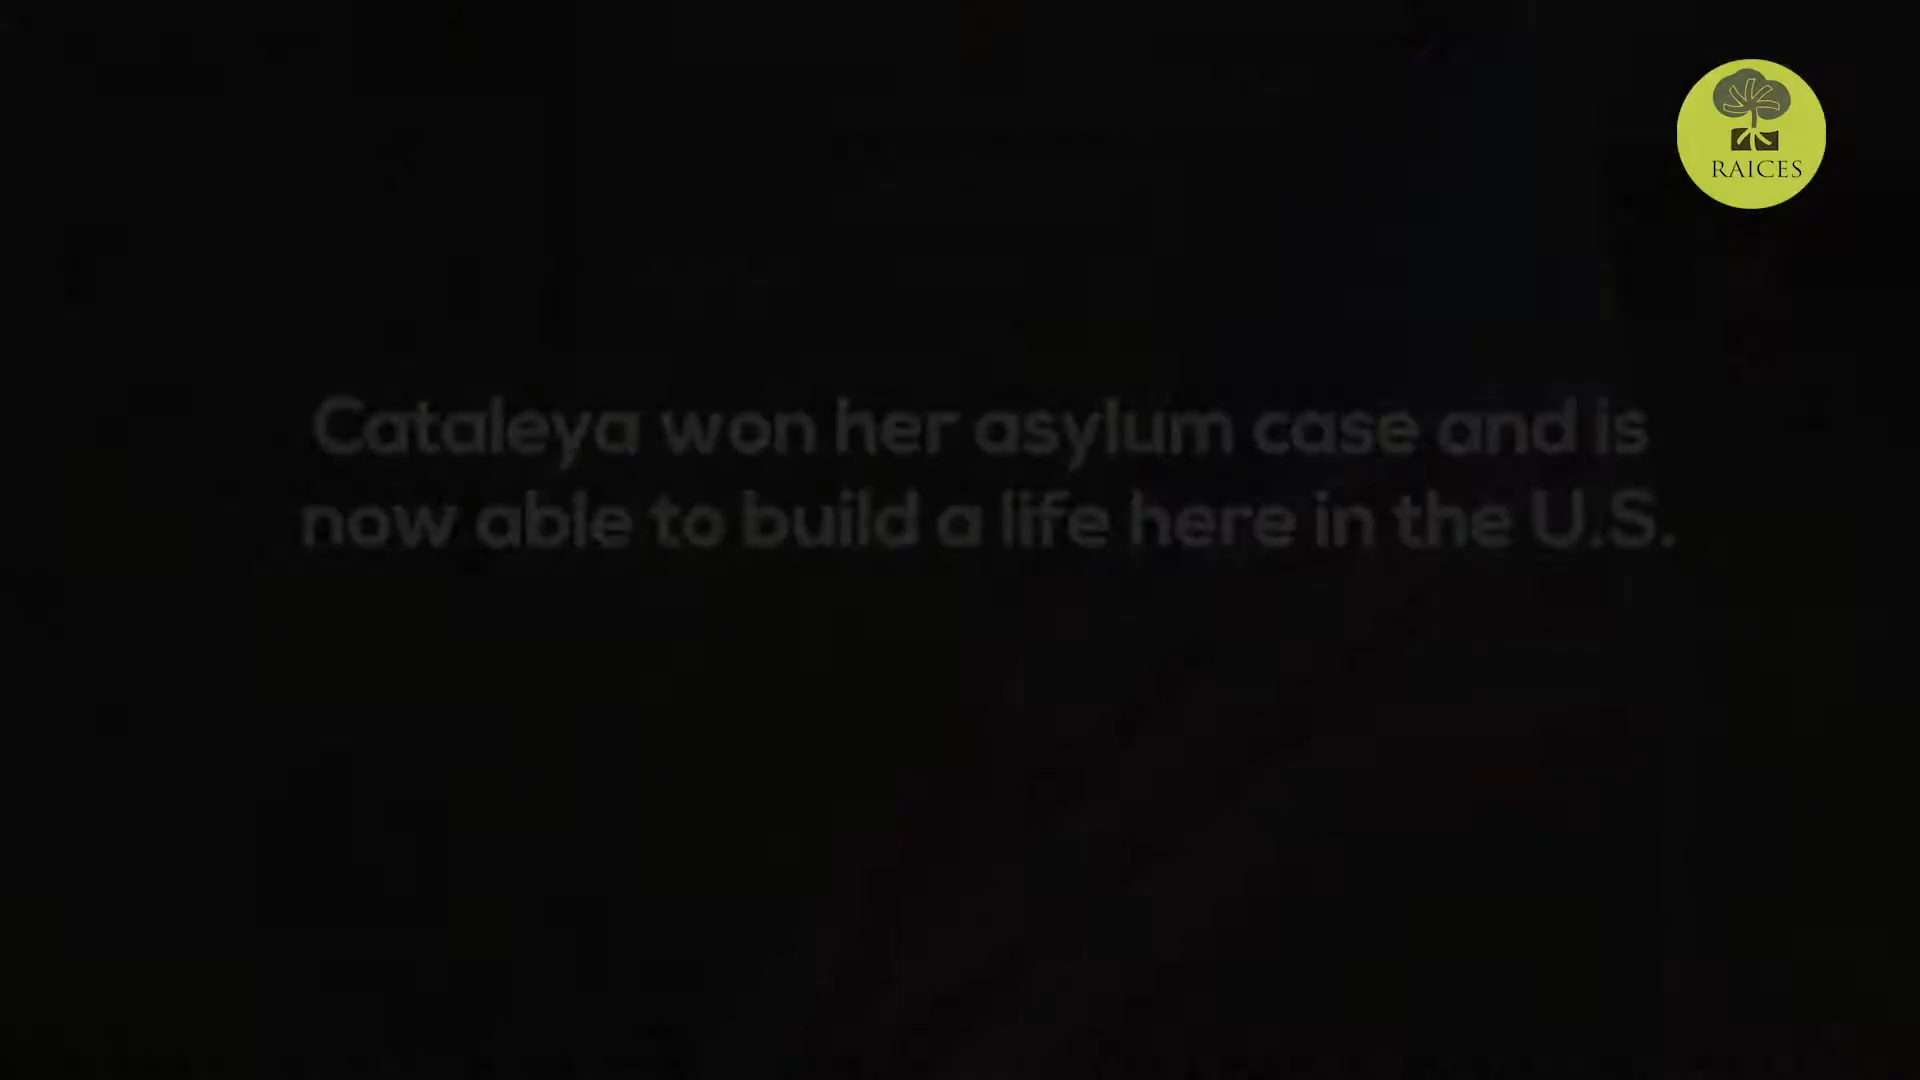 RAICES
Cataleya won her asylum case and is
now able to build a life here in the U.S.